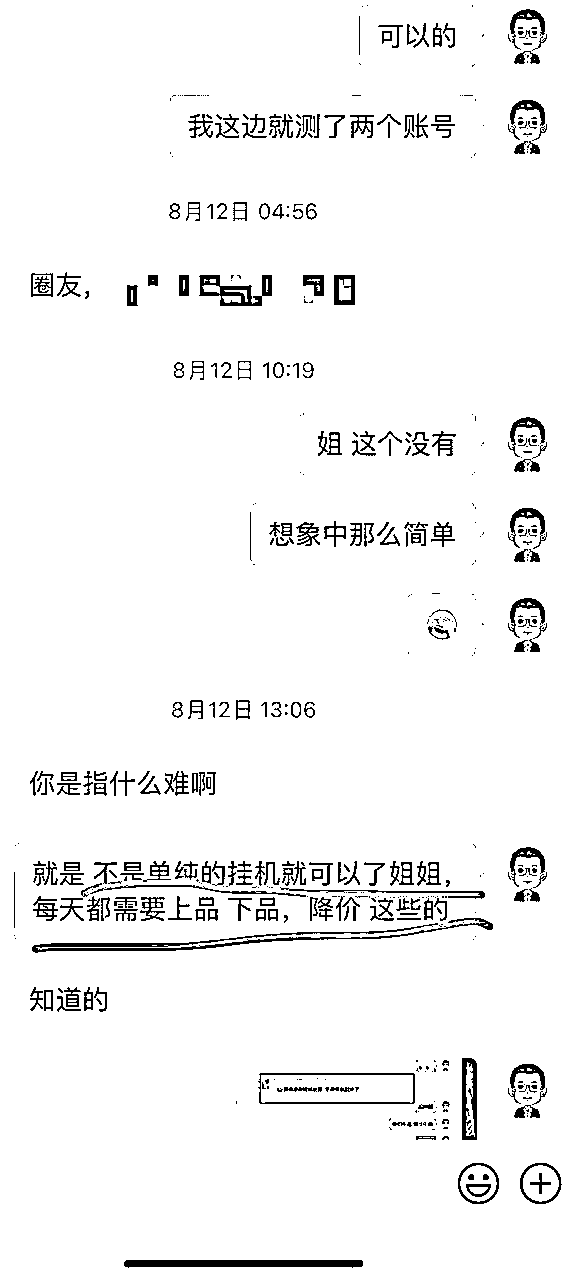 可以的
我这边就测了两个账号
8月12日 04:56
圈友，
8月12日 10:19
姐 这个没有
想象中那么简单
8月12日 13:06
你是指什么难啊
就是 不是单纯的挂机就可以了姐姐，
每天都需要上品 下品， 降价 这些的
知道的